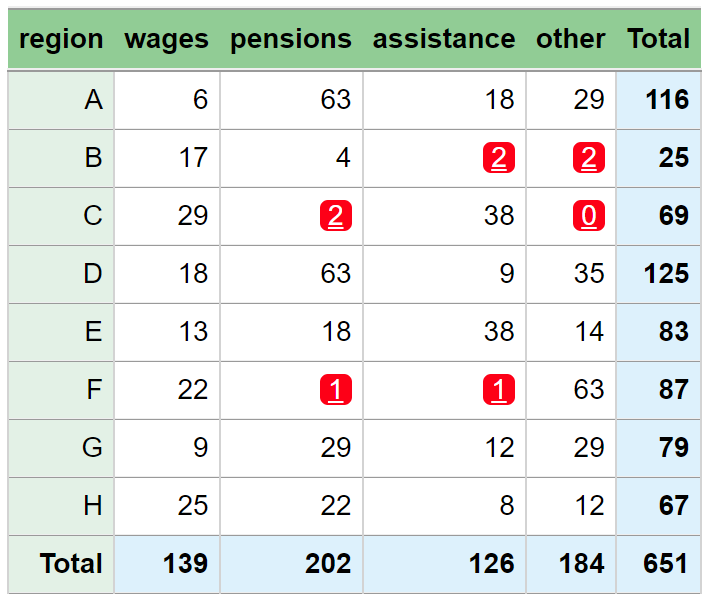 region wages pensions assistance other Total
A 6 63 18 29 116
B 17 4 2 2 25
C 29 2 38 0 69
D 18 63 9 35 125
E 13 18 38 14 83
F 22 1 1 63 87
G 9 29 12 29 79
H 25 22 8 12 67
Total 139 202 126 184 651